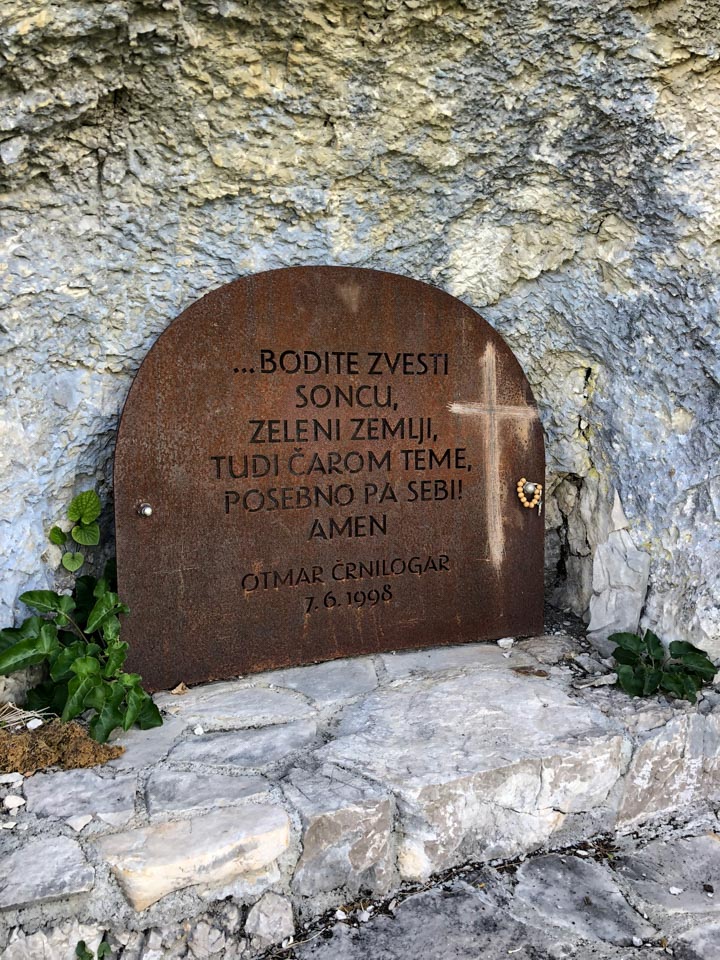 ...BODITE ZVESTI
SONCU,
ZELENI ZEMLJI,
TUDI ČAROM TEME,
POSEBNO PA SEBI!
AMEN
OTMAR ČRNILOGAR
7. 6. 1998